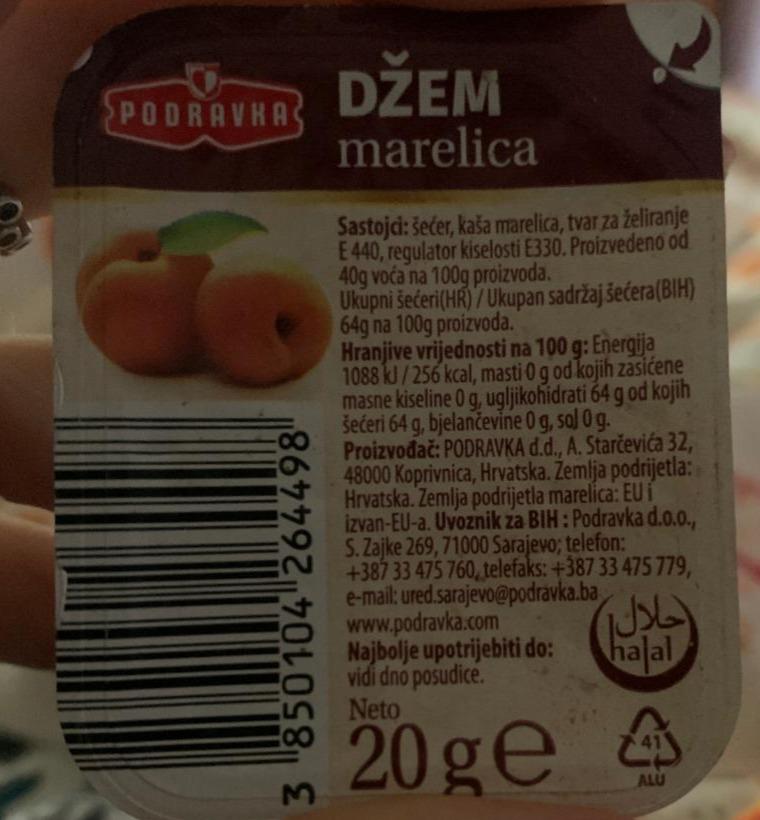 PODRAVKA
DŽEM
marelica
Sastojci: šećer, kaša marelica, tvar za želiranje
E 440, regulator kiselosti E330. Proizvedeno od
40g voća na 100g proizvoda.
Ukupni šećeri(HR) / Ukupan sadržaj šećera(BIH)
64g na 100g proizvoda.
Hranjive vrijednosti na 100 g: Energija
1088 kJ / 256 kcal, masti 0 g od kojih zasićene
masne kiseline 0 g, ugljikohidrati 64 g od kojih
šećeri 64 g, bjelančevine 0 g, sol 0 g.
Proizvođač: PODRAVKA d.d., A. Starčevića 32,
48000 Koprivnica, Hrvatska. Zemlja podrijetla:
Hrvatska. Zemlja podrijetla marelica: EU i
izvan-EU-a. Uvoznik za BIH : Podravka d.o.o.,
S. Zajke 269, 71000 Sarajevo; telefon:
+387 33 475 760, telefaks: +387 33 475 779,
e-mail: ured.sarajevo@podravka.ba
www.podravka.com
Najbolje upotrijebiti do:
vidi dno posudice.
حلال
halal
Neto
20 g e
41
ALU
3 850104 264498